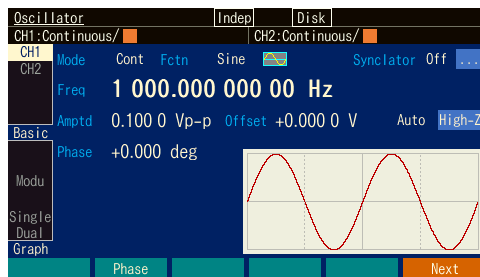 Oscillator Indep Disk
CH1:Continuous/ CH2:Continuous/
CH1 Mode Cont Fctn Sine Synclator Off ...
CH2
Freq 1 000.000 000 00 Hz
Amptd 0.100 0 Vp-p Offset +0.000 0 V Auto High-Z
Basic
Phase +0.000 deg
Modu
Single
Dual
Graph
Phase Next